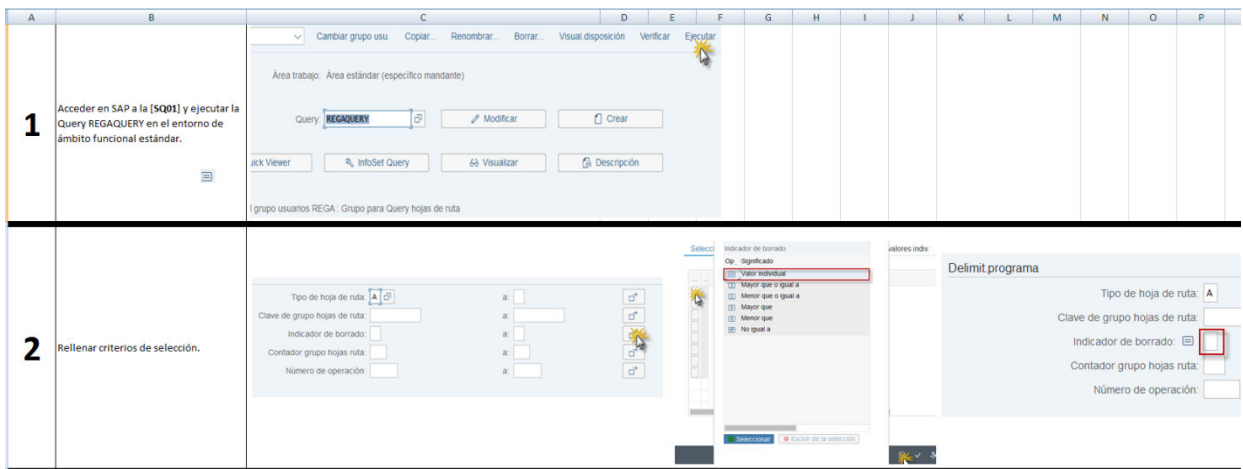 A B C D E F G H I J K L M N O P
Cambiar grupo usu. Copiar... Renombrar... Borrar... Visual.disposición Verificar Ejecutar
Área trabajo: Área estándar (específico mandante)
1
Acceder en SAP a la [SQ01] y ejecutar la
Query REGAQUERY en el entorno de
ámbito funcional estándar.
Query: REGAQUERY Modificar Crear
uick Viewer InfoSet Query Visualizar Descripción
l grupo usuarios REGA : Grupo para Query hojas de ruta
2
Rellenar criterios de selección.
Tipo de hoja de ruta: A a:
Clave de grupo hojas de ruta: a:
Indicador de borrado: a:
Contador grupo hojas ruta: a:
Número de operación: a:
Selecc
valores indiv.
Indicador de borrado
Op.. Significado
Valor individual
Mayor que o igual a
Menor que o igual a
Mayor que
Menor que
No igual a
Seleccionar Excluir de la selección
Delimit.programa
Tipo de hoja de ruta: A
Clave de grupo hojas de ruta:
Indicador de borrado:
Contador grupo hojas ruta:
Número de operación: